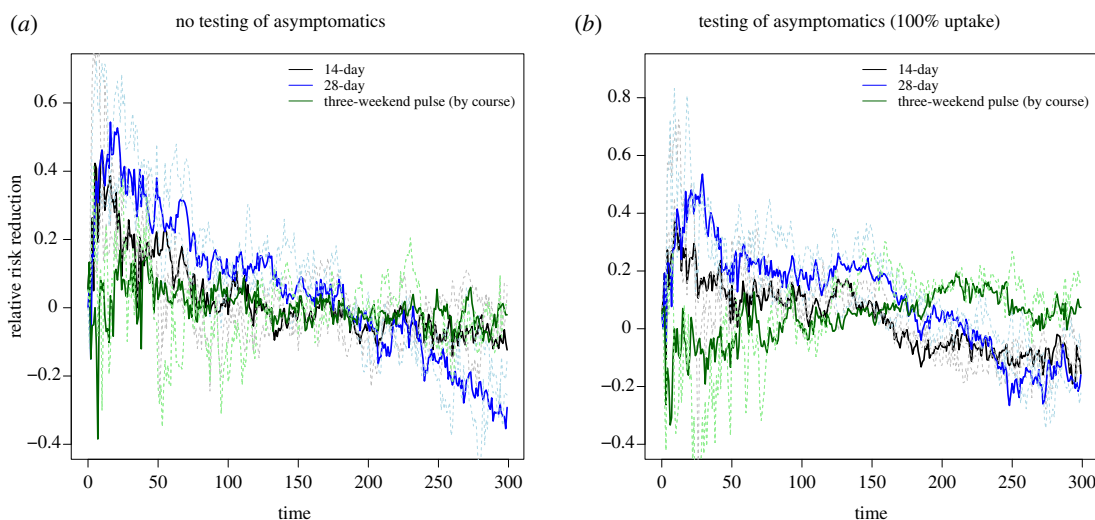 (a) no testing of asymptomatics
14-day
28-day
three-weekend pulse (by course)
relative risk reduction
0.6
0.4
0.2
0
−0.2
−0.4
0 50 100 150 200 250 300
time
(b) testing of asymptomatics (100% uptake)
14-day
28-day
three-weekend pulse (by course)
0.8
0.6
0.4
0.2
0
−0.2
−0.4
0 50 100 150 200 250 300
time